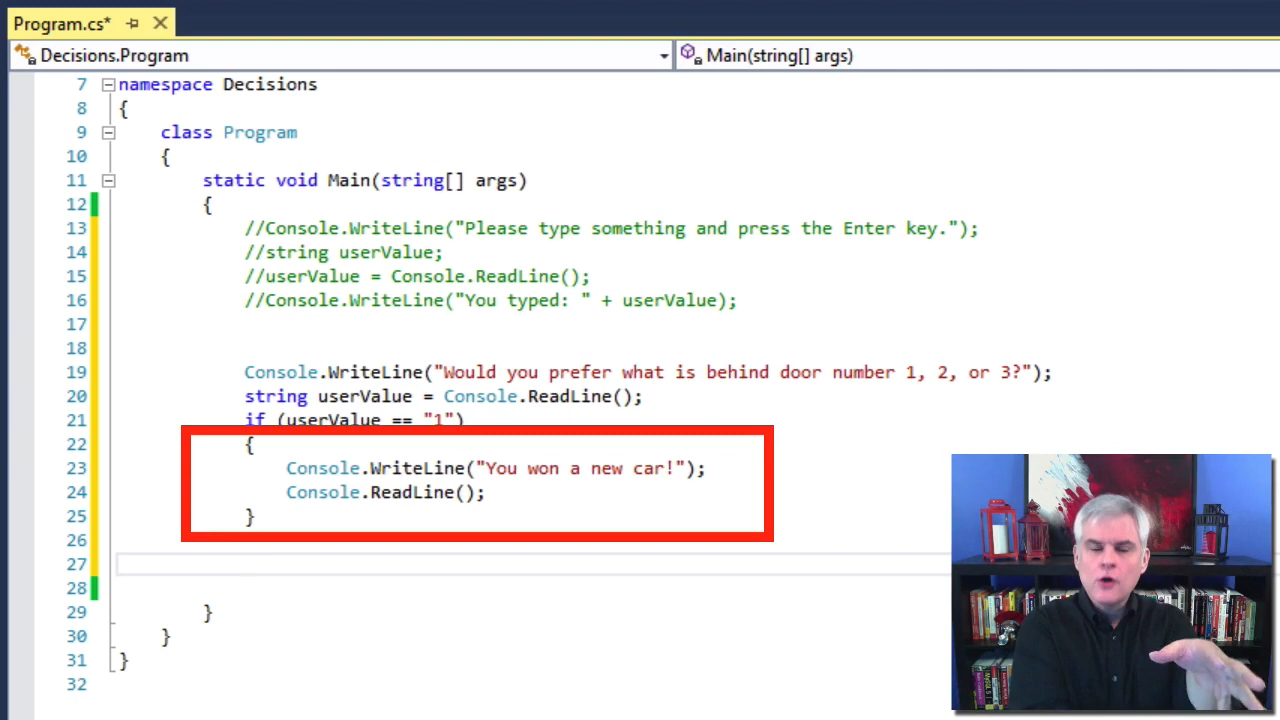 Program.cs*
Decisions.Program
Main(string[] args)
7 namespace Decisions
8 {
9 class Program
10 {
11 static void Main(string[] args)
12 {
13 //Console.WriteLine("Please type something and press the Enter key.");
14 //string userValue;
15 //userValue = Console.ReadLine();
16 //Console.WriteLine("You typed: " + userValue);
17
18
19 Console.WriteLine("Would you prefer what is behind door number 1, 2, or 3?");
20 string userValue = Console.ReadLine();
21 if (userValue == "1")
22 {
23 Console.WriteLine("You won a new car!");
24 Console.ReadLine();
25 }
26
27
28
29 }
30 }
31 }
32